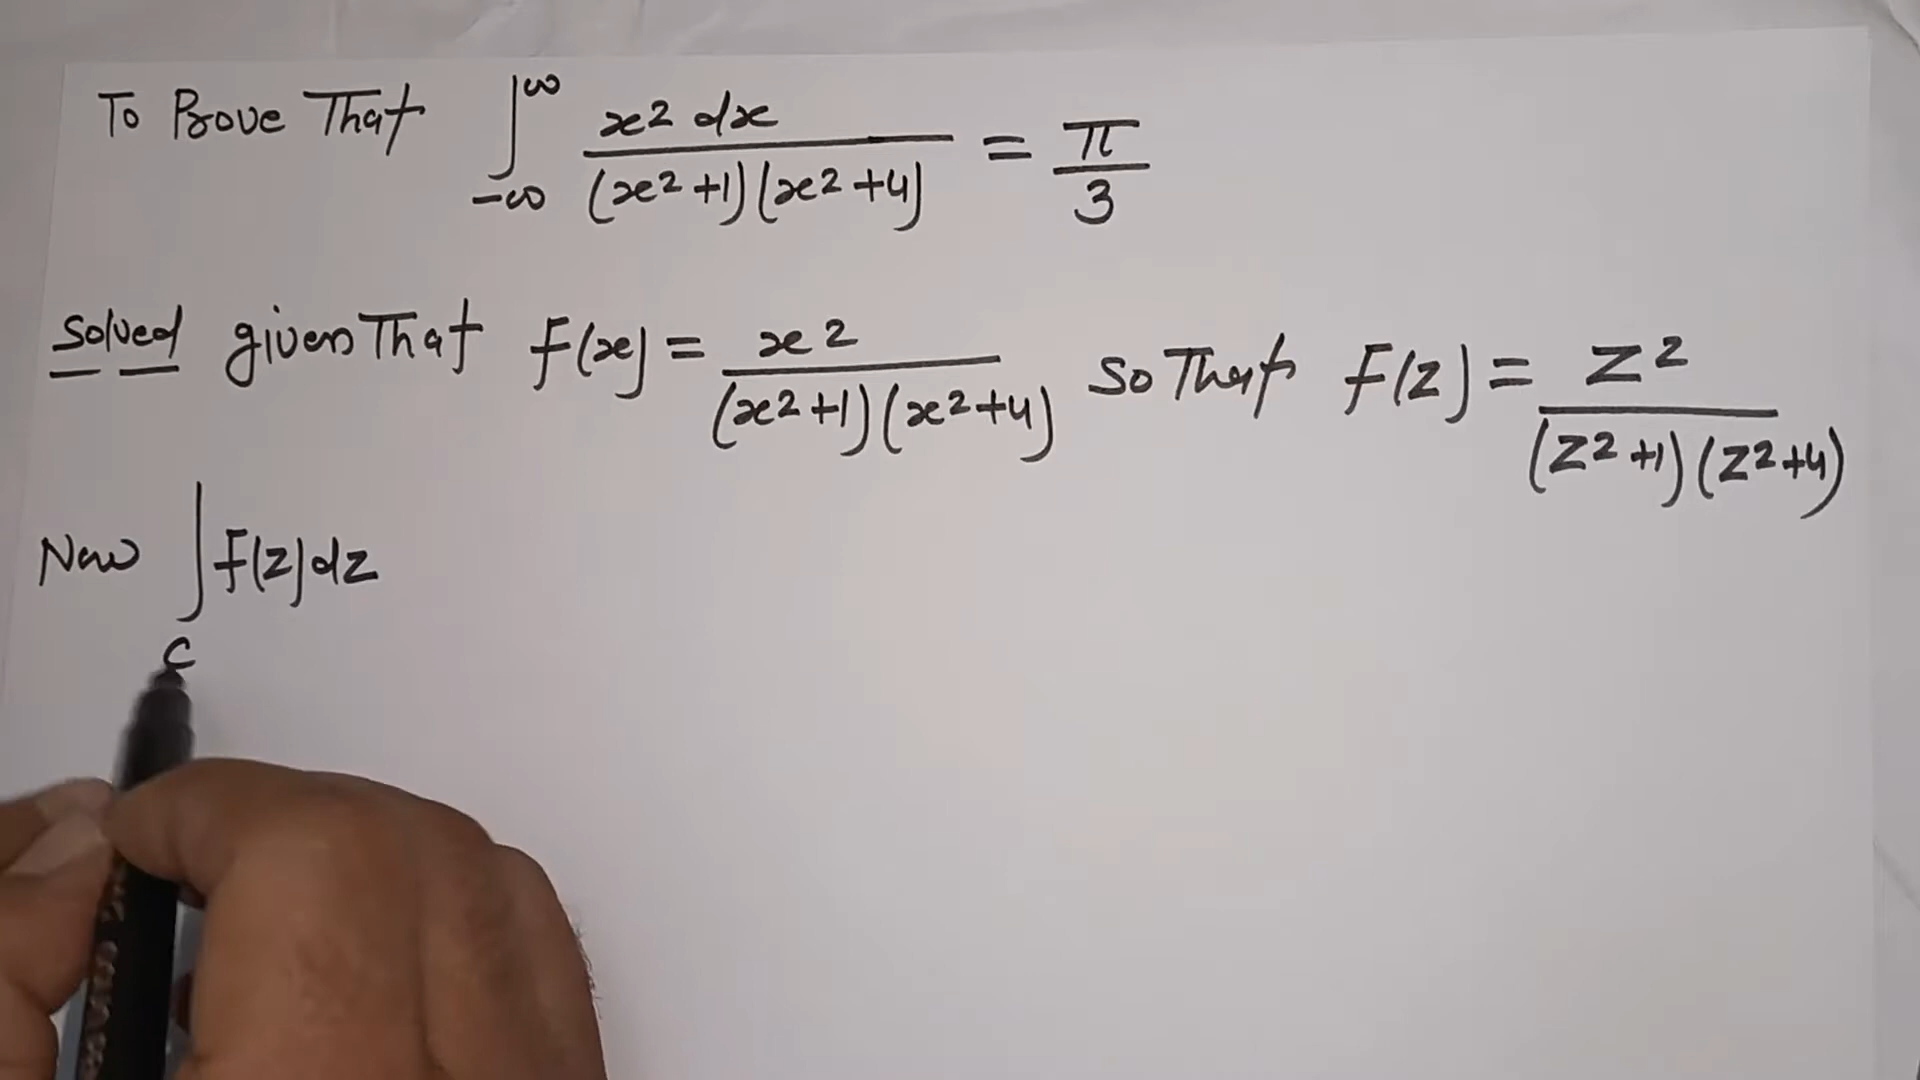 To Prove That ∫_{-∞}^{∞} x² dx / (x²+1)(x²+4) = π/3
Solved given That F(x) = x² / (x²+1)(x²+4) So That F(z) = z² / (z²+1)(z²+4)
Now ∫_C F(z)dz